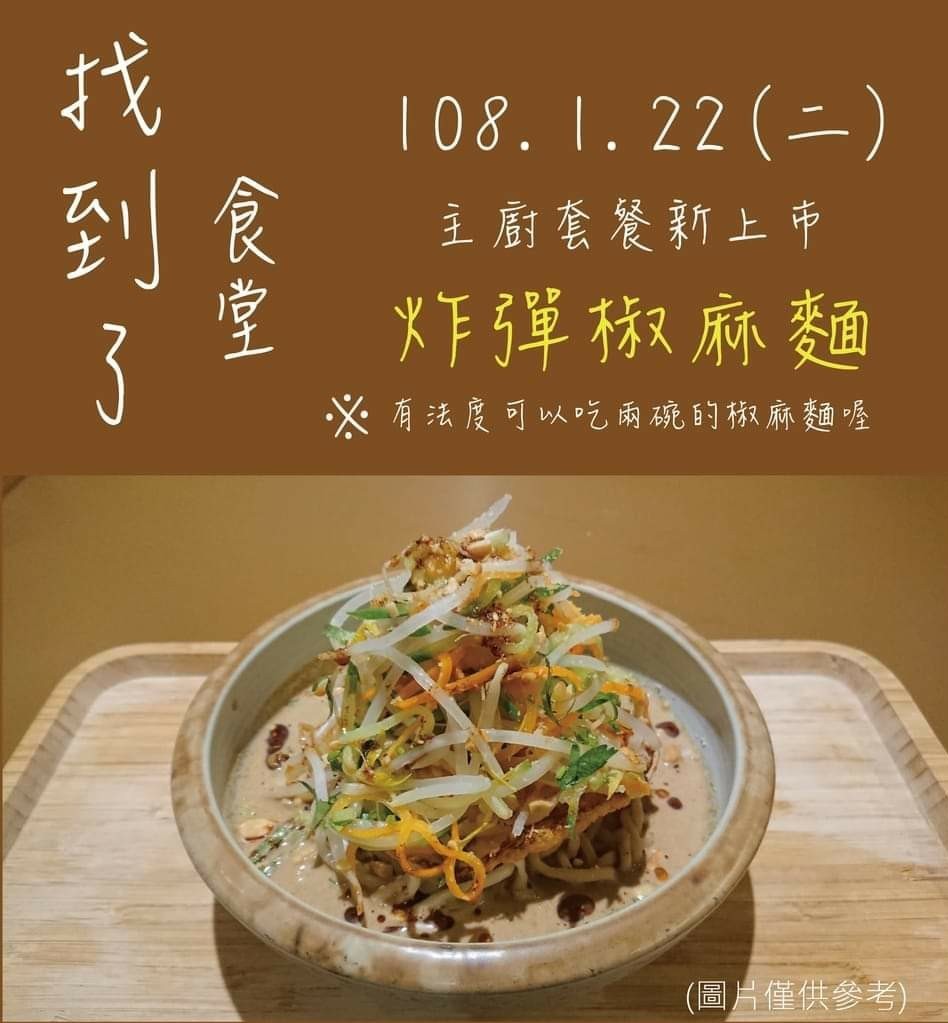 找到了
食堂
108.1.22(二)
主廚套餐新上市
炸彈椒麻麵
※有法度可以吃兩碗的椒麻麵喔
(圖片僅供參考)